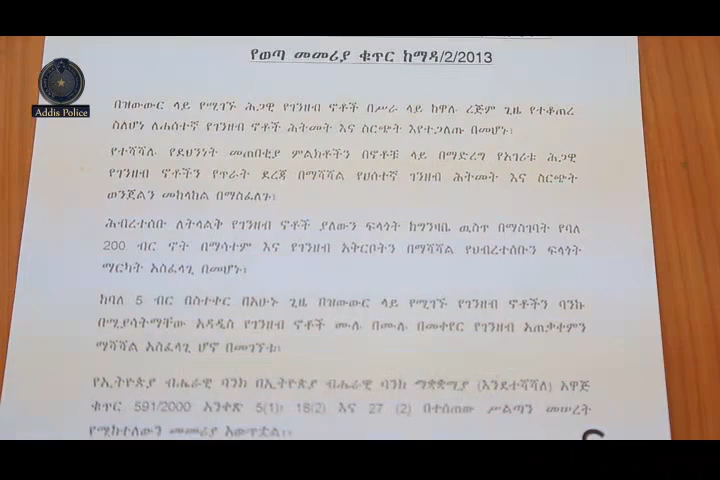 የወጣ መመሪያ ቁጥር ከማዳ/2/2013
Addis Police
በዝውውር ላይ የሚገኙ ሕጋዊ የገንዘብ ኖቶች በሥራ ላይ ከዋሉ ረጅም ጊዜ የተቆጠረ
ስለሆነ ለሐሰተኛ የገንዘብ ኖቶች ሕትመት እና ስርጭት እየተጋለጡ በመሆኑ፣
የተሻሻሉ የደህንነት መጠበቂያ ምልክቶችን በኖቶቹ ላይ በማድረግ የአገሪቱ ሕጋዊ
የገንዘብ ኖቶችን የጥራት ደረጃ በማሻሻል የሀሰተኛ ገንዘብ ሕትመት እና ስርጭት
ወንጀልን መከላከል በማስፈለጉ፣
ሕብረተሰቡ ለትላልቅ የገንዘብ ኖቶች ያለውን ፍላጎት ከግንዛቤ ዉስጥ በማስገባት የባለ
200 ብር ኖት በማሳተም እና የገንዘብ አቅርቦትን በማሻሻል የህብረተሰቡን ፍላጎት
ማርካት አስፈላጊ በመሆኑ፣
ከባለ 5 ብር በስተቀር በአሁኑ ጊዜ በዝውውር ላይ የሚገኙ የገንዘብ ኖቶችን ባንኩ
በሚያሳትማቸው አዳዲስ የገንዘብ ኖቶች ሙሉ በሙሉ በመቀየር የገንዘብ አጠቃቀምን
ማሻሻል አስፈላጊ ሆኖ በመገኘቱ፣
የኢትዮጵያ ብሔራዊ ባንክ በኢትዮጵያ ብሔራዊ ባንክ ማቋቋሚያ (እንደተሻሻለ) አዋጅ
ቁጥር 591/2000 አንቀጽ 5(1)፣ 18(2) እና 27 (2) በተሰጠው ሥልጣን መሠረት
የሚከተለውን መመሪያ አውጥቷል፡፡